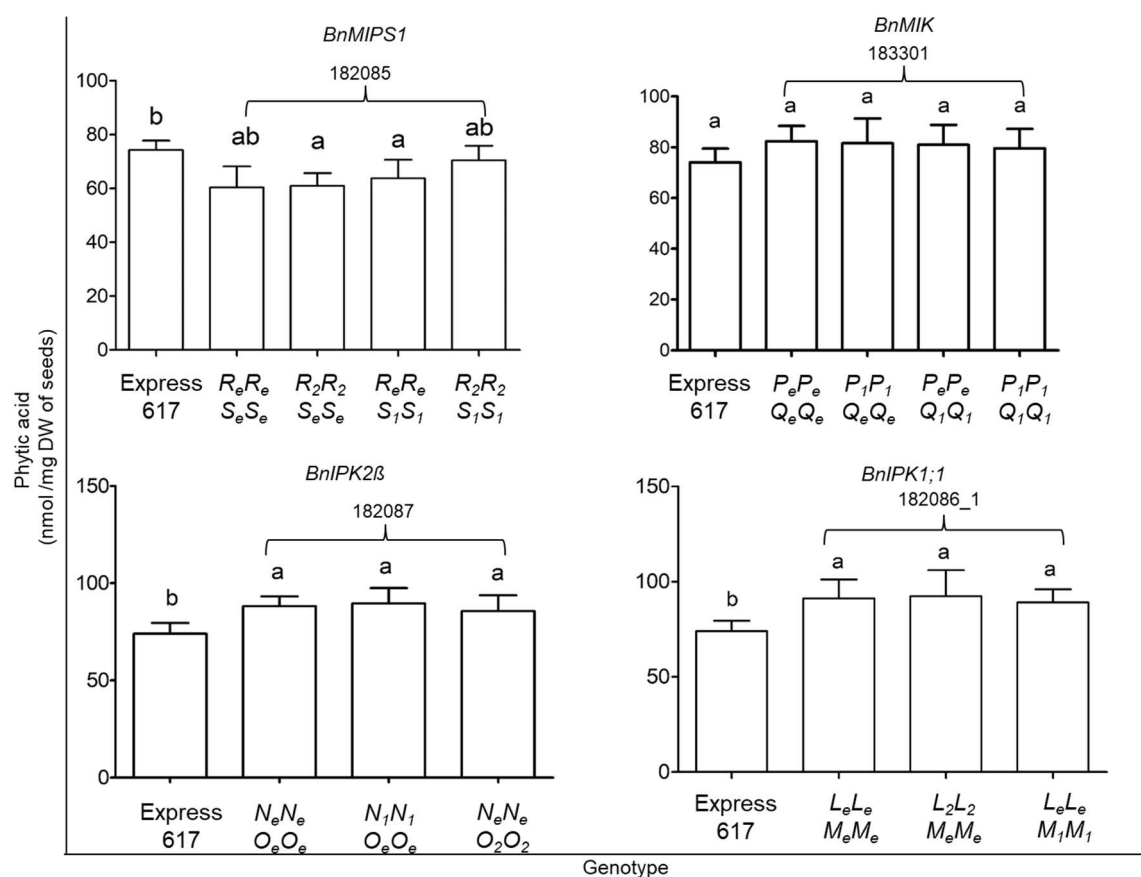 BnMIPS1
182085
100
80
60
40
20
0
b
ab
a
a
ab
Express
617
ReRe
SeSe
R2R2
SeSe
ReRe
S1S1
R2R2
S1S1
BnMIK
183301
100
80
60
40
20
0
a
a
a
a
a
Express
617
PePe
QeQe
P1P1
QeQe
PePe
Q1Q1
P1P1
Q1Q1
Phytic acid
(nmol /mg DW of seeds)
BnIPK2ß
182087
150
100
50
0
b
a
a
a
Express
617
NeNe
OeOe
N1N1
OeOe
NeNe
O2O2
BnIPK1;1
182086_1
150
100
50
0
b
a
a
a
Express
617
LeLe
MeMe
L2L2
MeMe
LeLe
M1M1
Genotype